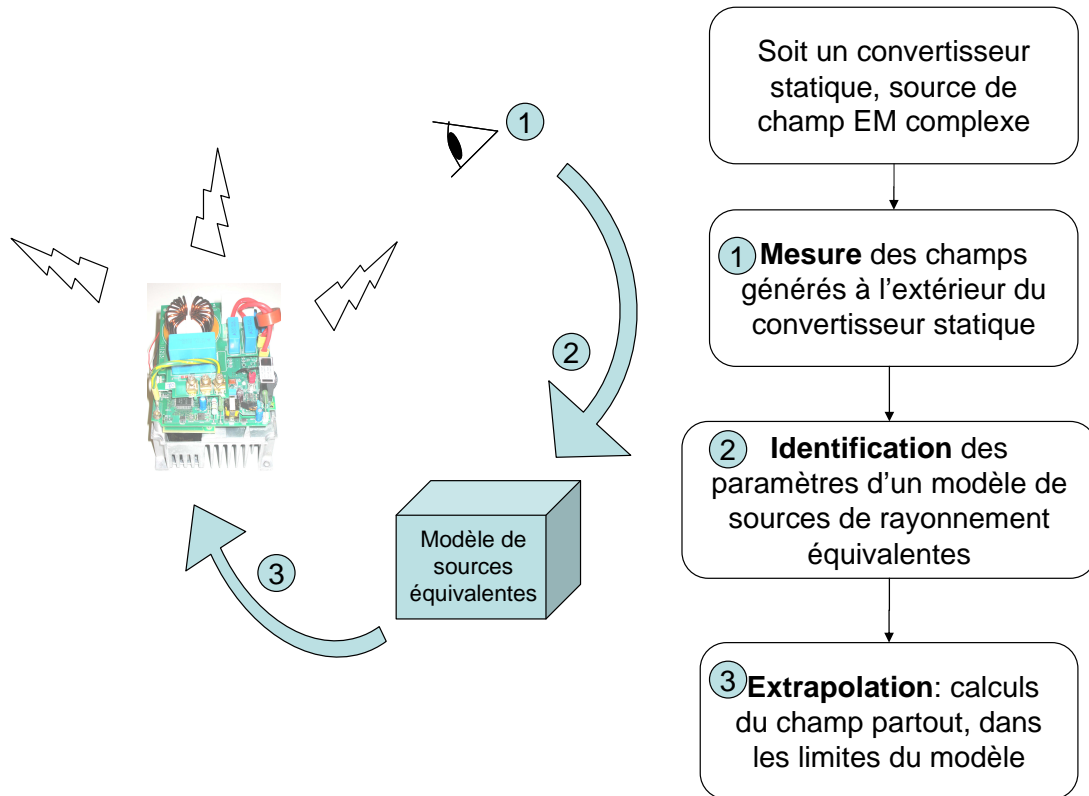 Soit un convertisseur
statique, source de
champ EM complexe
1
Mesure des champs
générés à l'extérieur du
convertisseur statique
2
Identification des
paramètres d'un modèle de
sources de rayonnement
équivalentes
3
Extrapolation: calculs
du champ partout, dans
les limites du modèle
1
2
Modèle de
sources
équivalentes
3